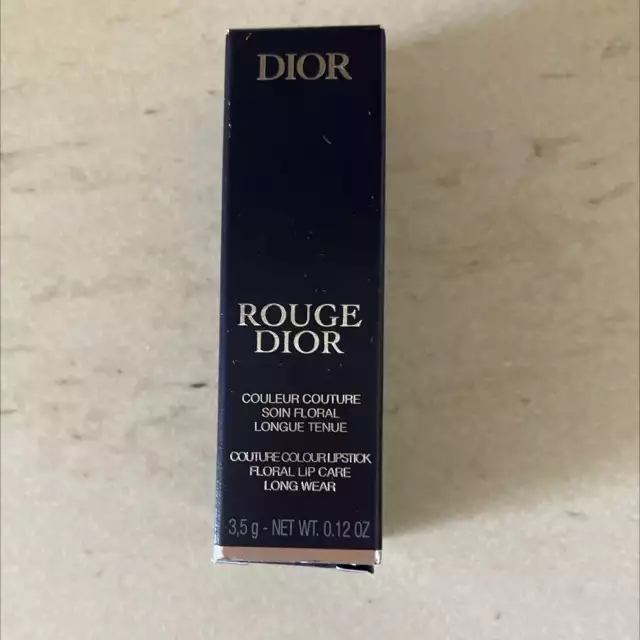 DIOR
ROUGE
DIOR
COULEUR COUTURE
SOIN FLORAL
LONGUE TENUE
COUTURE COLOUR LIPSTICK
FLORAL LIP CARE
LONG WEAR
3,5 g - NET WT. 0.12 OZ